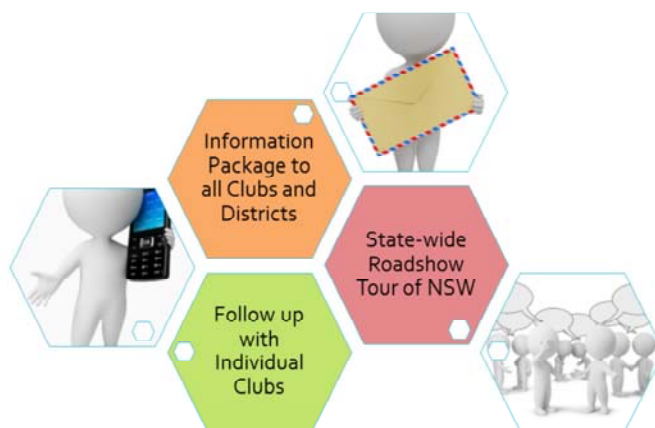 Information
Package to
all Clubs and
Districts
State-wide
Roadshow
Tour of NSW
Follow up
with
Individual
Clubs